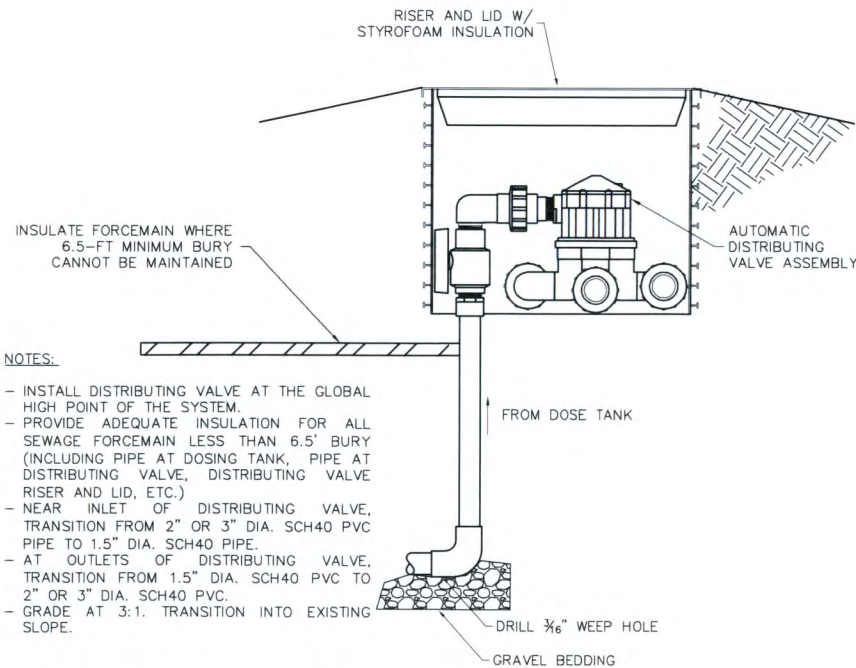 RISER AND LID W/
STYROFOAM INSULATION
INSULATE FORCEMAIN WHERE
6.5-FT MINIMUM BURY
CANNOT BE MAINTAINED
AUTOMATIC
DISTRIBUTING
VALVE ASSEMBLY
NOTES:
- INSTALL DISTRIBUTING VALVE AT THE GLOBAL
HIGH POINT OF THE SYSTEM.
- PROVIDE ADEQUATE INSULATION FOR ALL
SEWAGE FORCEMAIN LESS THAN 6.5' BURY
(INCLUDING PIPE AT DOSING TANK, PIPE AT
DISTRIBUTING VALVE, DISTRIBUTING VALVE
RISER AND LID, ETC.)
- NEAR INLET OF DISTRIBUTING VALVE,
TRANSITION FROM 2" OR 3" DIA. SCH40 PVC
PIPE TO 1.5" DIA. SCH40 PIPE.
- AT OUTLETS OF DISTRIBUTING VALVE,
TRANSITION FROM 1.5" DIA. SCH40 PVC TO
2" OR 3" DIA. SCH40 PVC.
- GRADE AT 3:1. TRANSITION INTO EXISTING
SLOPE.
FROM DOSE TANK
DRILL 3/16" WEEP HOLE
GRAVEL BEDDING